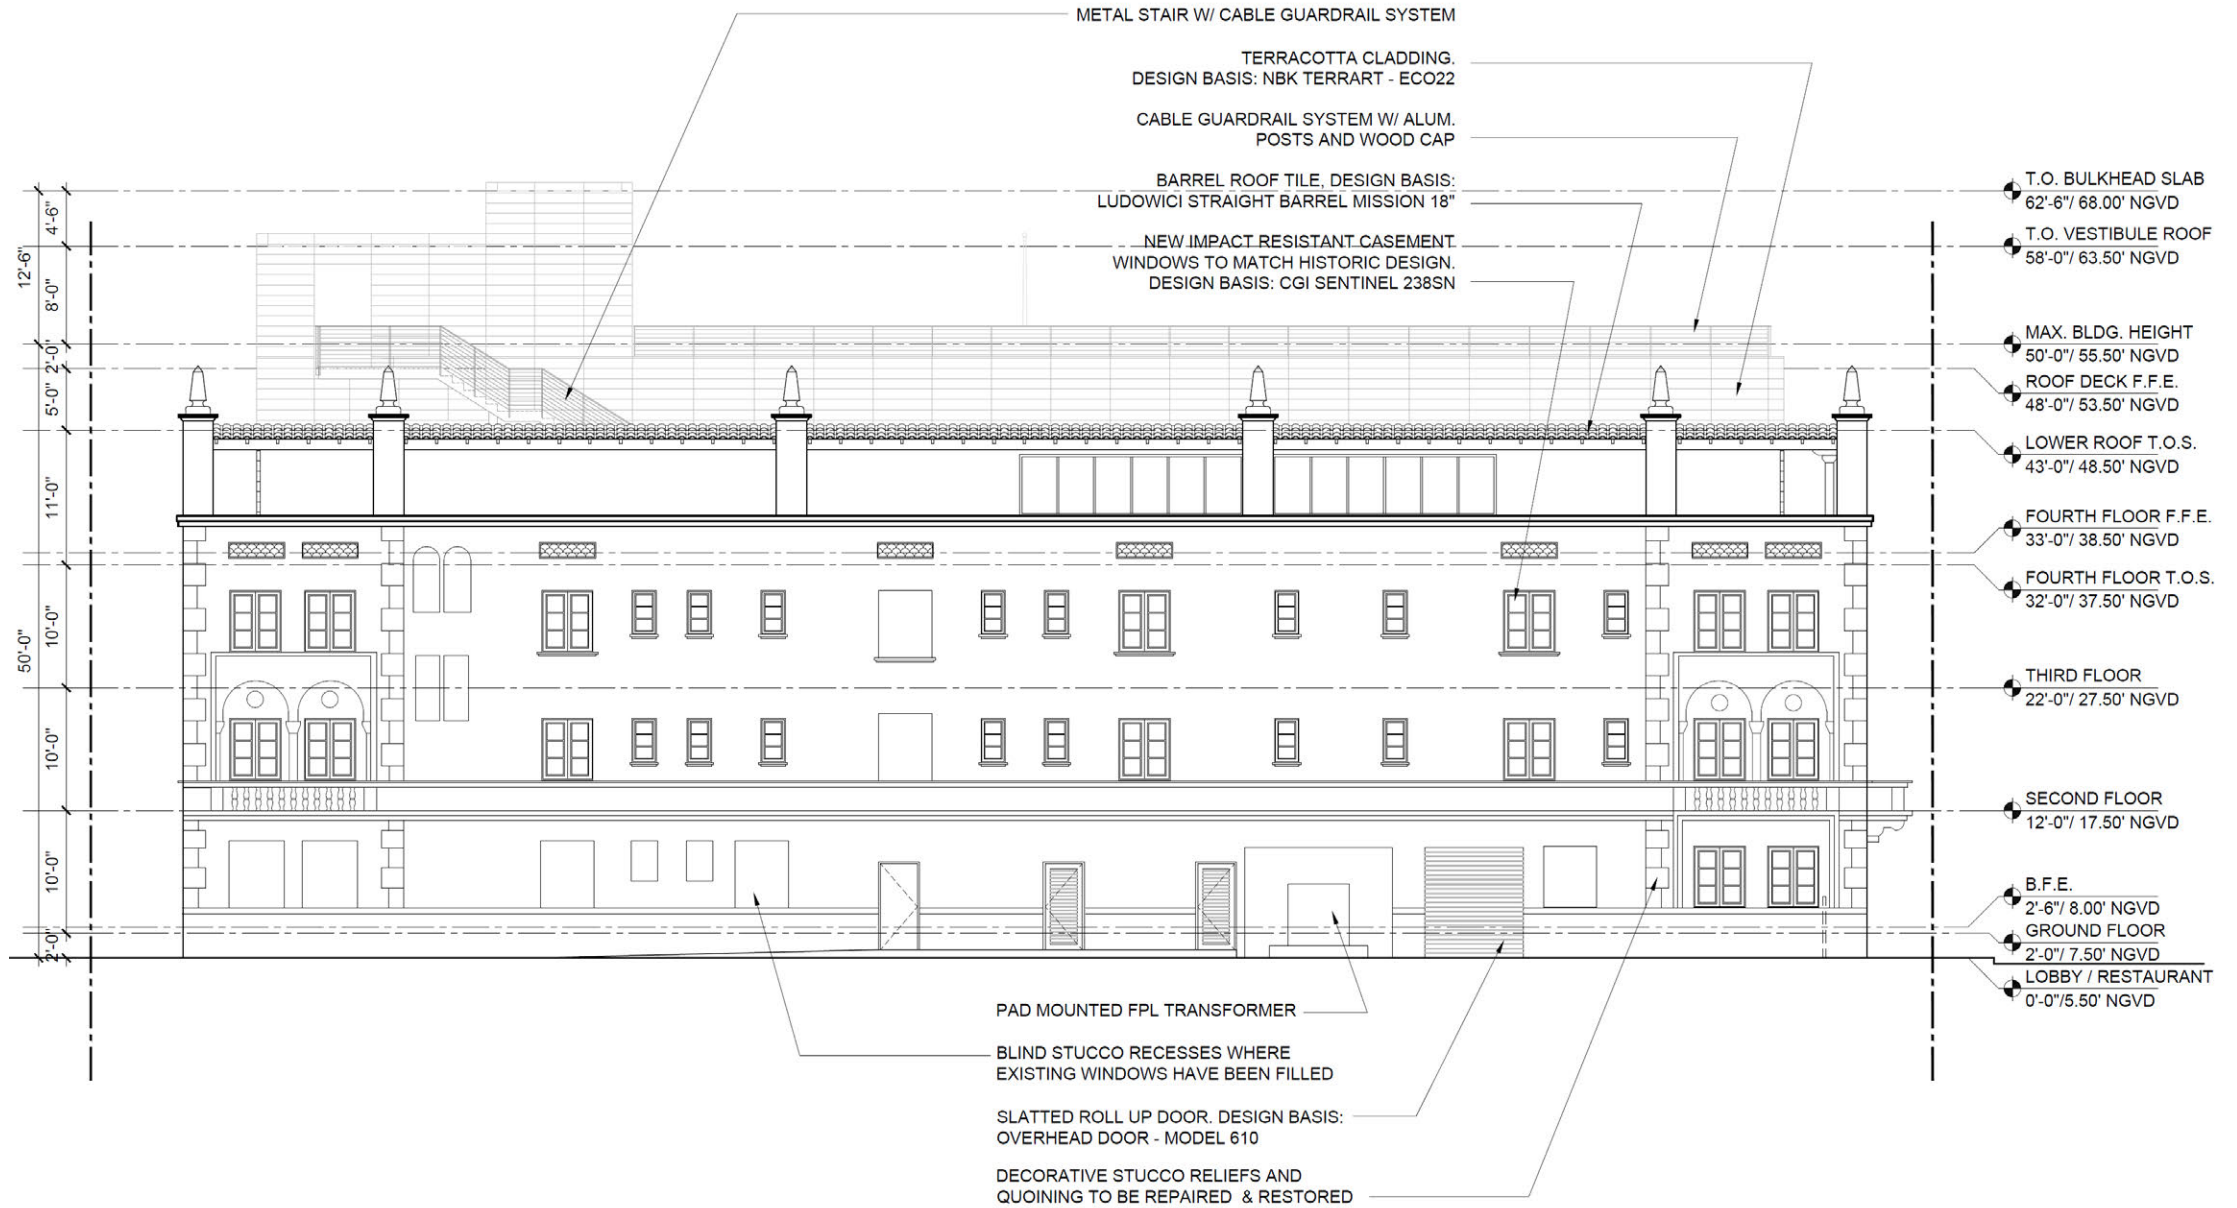 METAL STAIR W/ CABLE GUARDRAIL SYSTEM
TERRACOTTA CLADDING.
DESIGN BASIS: NBK TERRART - ECO22
CABLE GUARDRAIL SYSTEM W/ ALUM.
POSTS AND WOOD CAP
BARREL ROOF TILE, DESIGN BASIS:
LUDOWICI STRAIGHT BARREL MISSION 18"
NEW IMPACT RESISTANT CASEMENT
WINDOWS TO MATCH HISTORIC DESIGN.
DESIGN BASIS: CGI SENTINEL 238SN
T.O. BULKHEAD SLAB
62'-6"/ 68.00' NGVD
T.O. VESTIBULE ROOF
58'-0"/ 63.50' NGVD
MAX. BLDG. HEIGHT
50'-0"/ 55.50' NGVD
ROOF DECK F.F.E.
48'-0"/ 53.50' NGVD
LOWER ROOF T.O.S.
43'-0"/ 48.50' NGVD
FOURTH FLOOR F.F.E.
33'-0"/ 38.50' NGVD
FOURTH FLOOR T.O.S.
32'-0"/ 37.50' NGVD
THIRD FLOOR
22'-0"/ 27.50' NGVD
SECOND FLOOR
12'-0"/ 17.50' NGVD
B.F.E.
2'-6"/ 8.00' NGVD
GROUND FLOOR
2'-0"/ 7.50' NGVD
LOBBY / RESTAURANT
0'-0"/5.50' NGVD
12'-6"
50'-0"
4'-6"
8'-0"
2'-0"
5'-0"
11'-0"
10'-0"
10'-0"
10'-0"
2'-0"
PAD MOUNTED FPL TRANSFORMER
BLIND STUCCO RECESSES WHERE
EXISTING WINDOWS HAVE BEEN FILLED
SLATTED ROLL UP DOOR. DESIGN BASIS:
OVERHEAD DOOR - MODEL 610
DECORATIVE STUCCO RELIEFS AND
QUOINING TO BE REPAIRED & RESTORED